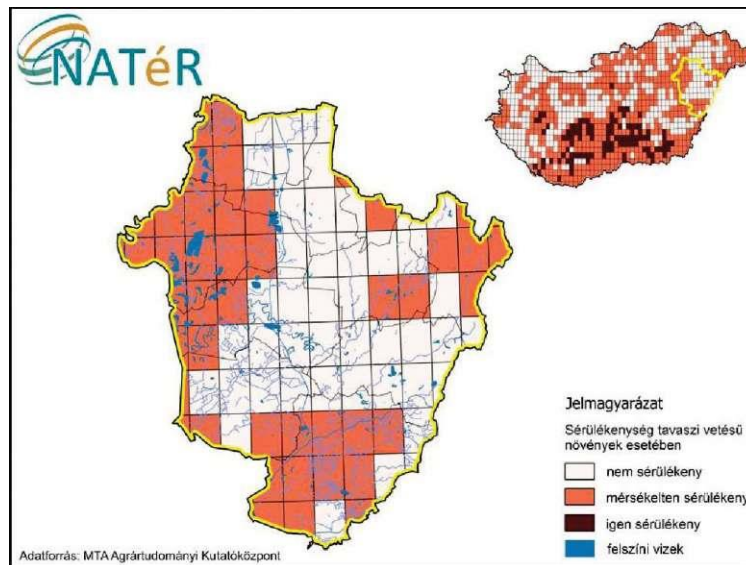 NATéR
Jelmagyarázat
Sérülékenység tavaszi vetésű
növények esetében
nem sérülékeny
mérsékelten sérülékeny
igen sérülékeny
felszíni vizek
Adatforrás: MTA Agrártudományi Kutatóközpont